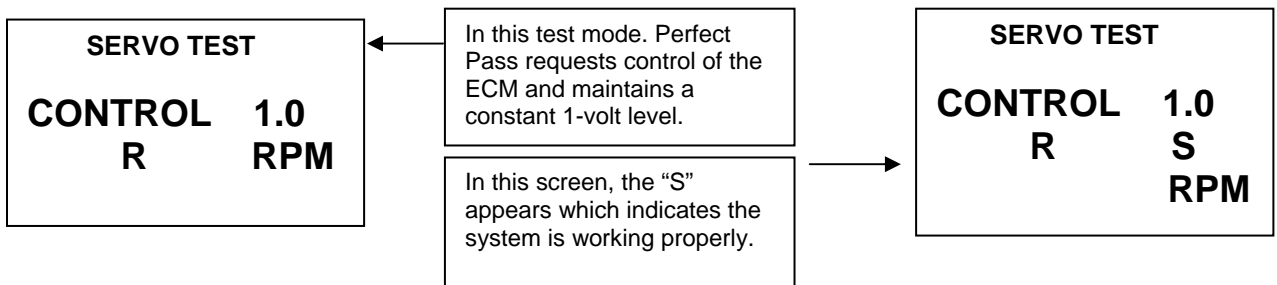 SERVO TEST
CONTROL 1.0
R RPM
In this test mode. Perfect
Pass requests control of the
ECM and maintains a
constant 1-volt level.
In this screen, the “S”
appears which indicates the
system is working properly.
SERVO TEST
CONTROL 1.0
R S
RPM